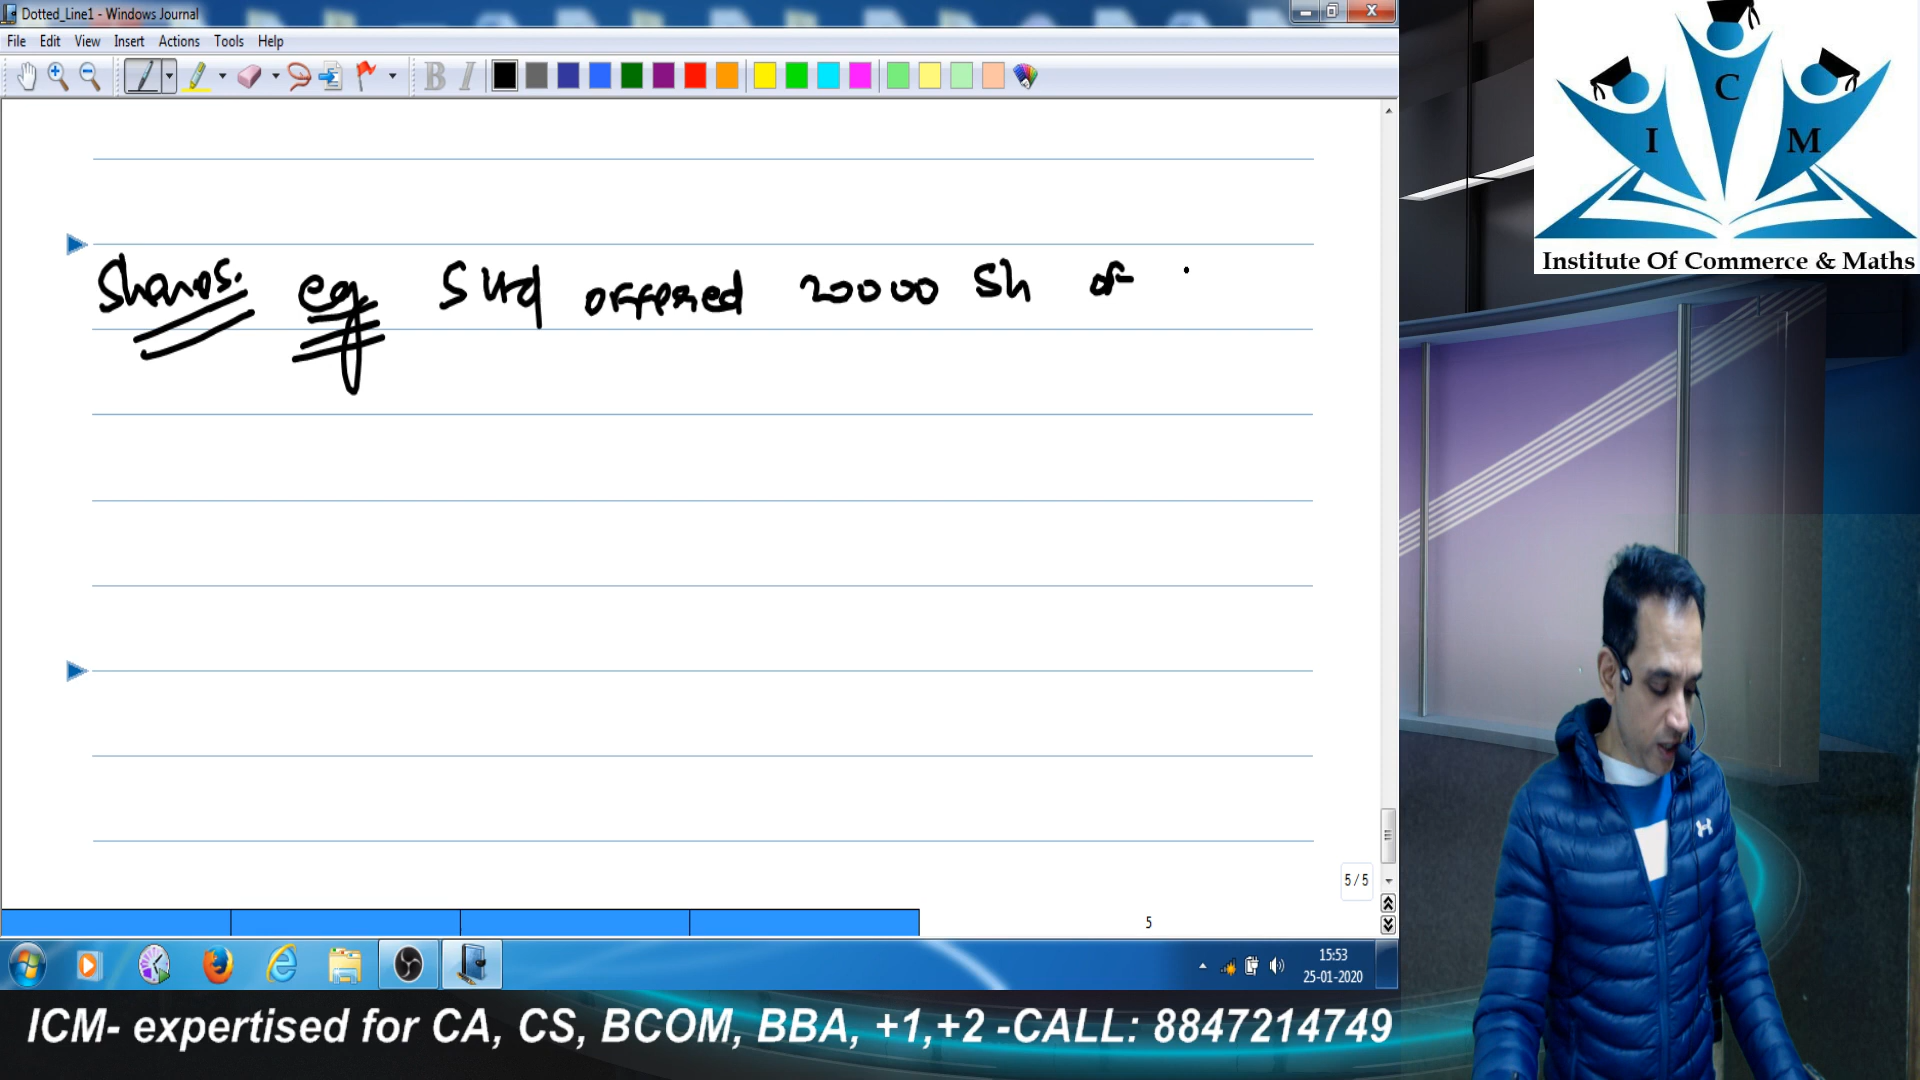 Dotted_Line1 - Windows Journal
File Edit View Insert Actions Tools Help
B I
Shares. eg S Ltd offered 20000 Sh of
5 / 5
5
15:53
25-01-2020
I C M
Institute Of Commerce & Maths
ICM- expertised for CA, CS, BCOM, BBA, +1,+2 -CALL: 8847214749